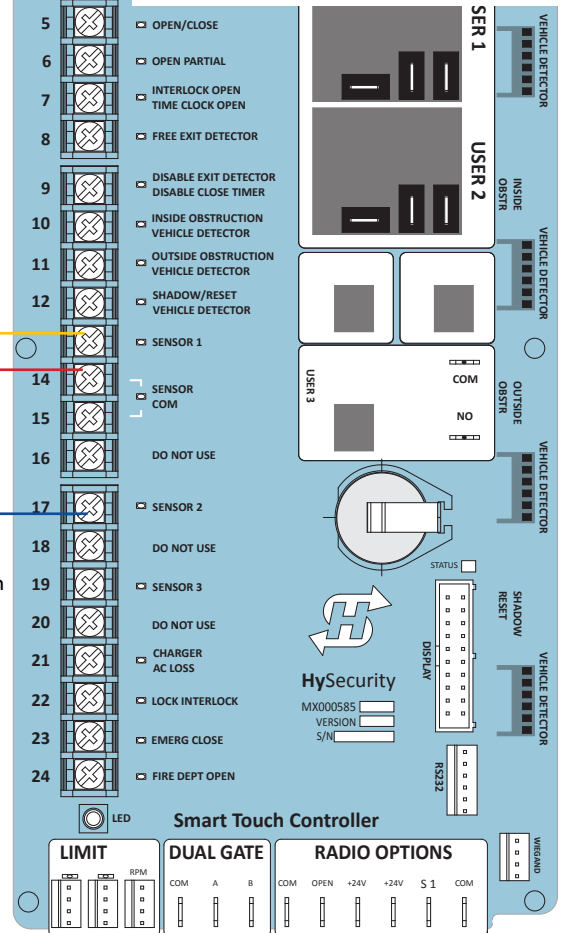 5 OPEN/CLOSE
6 OPEN PARTIAL
7 INTERLOCK OPEN
TIME CLOCK OPEN
8 FREE EXIT DETECTOR
9 DISABLE EXIT DETECTOR
DISABLE CLOSE TIMER
10 INSIDE OBSTRUCTION
VEHICLE DETECTOR
11 OUTSIDE OBSTRUCTION
VEHICLE DETECTOR
12 SHADOW/RESET
VEHICLE DETECTOR
SENSOR 1
14 SENSOR
15 COM
16 DO NOT USE
17 SENSOR 2
18 DO NOT USE
19 SENSOR 3
20 DO NOT USE
21 CHARGER
AC LOSS
22 LOCK INTERLOCK
23 EMERG CLOSE
24 FIRE DEPT OPEN
LED
SER 1
USER 2
USER 3
COM
NO
VEHICLE DETECTOR
INSIDE
OBSTR
VEHICLE DETECTOR
OUTSIDE
OBSTR
VEHICLE DETECTOR
STATUS
SHADOW
RESET
DISPLAY
VEHICLE DETECTOR
HySecurity
MX000585
VERSION
S/N
RS232
WIEGAND
Smart Touch Controller
LIMIT
RPM
DUAL GATE
COM A B
RADIO OPTIONS
COM OPEN +24V +24V S 1 COM